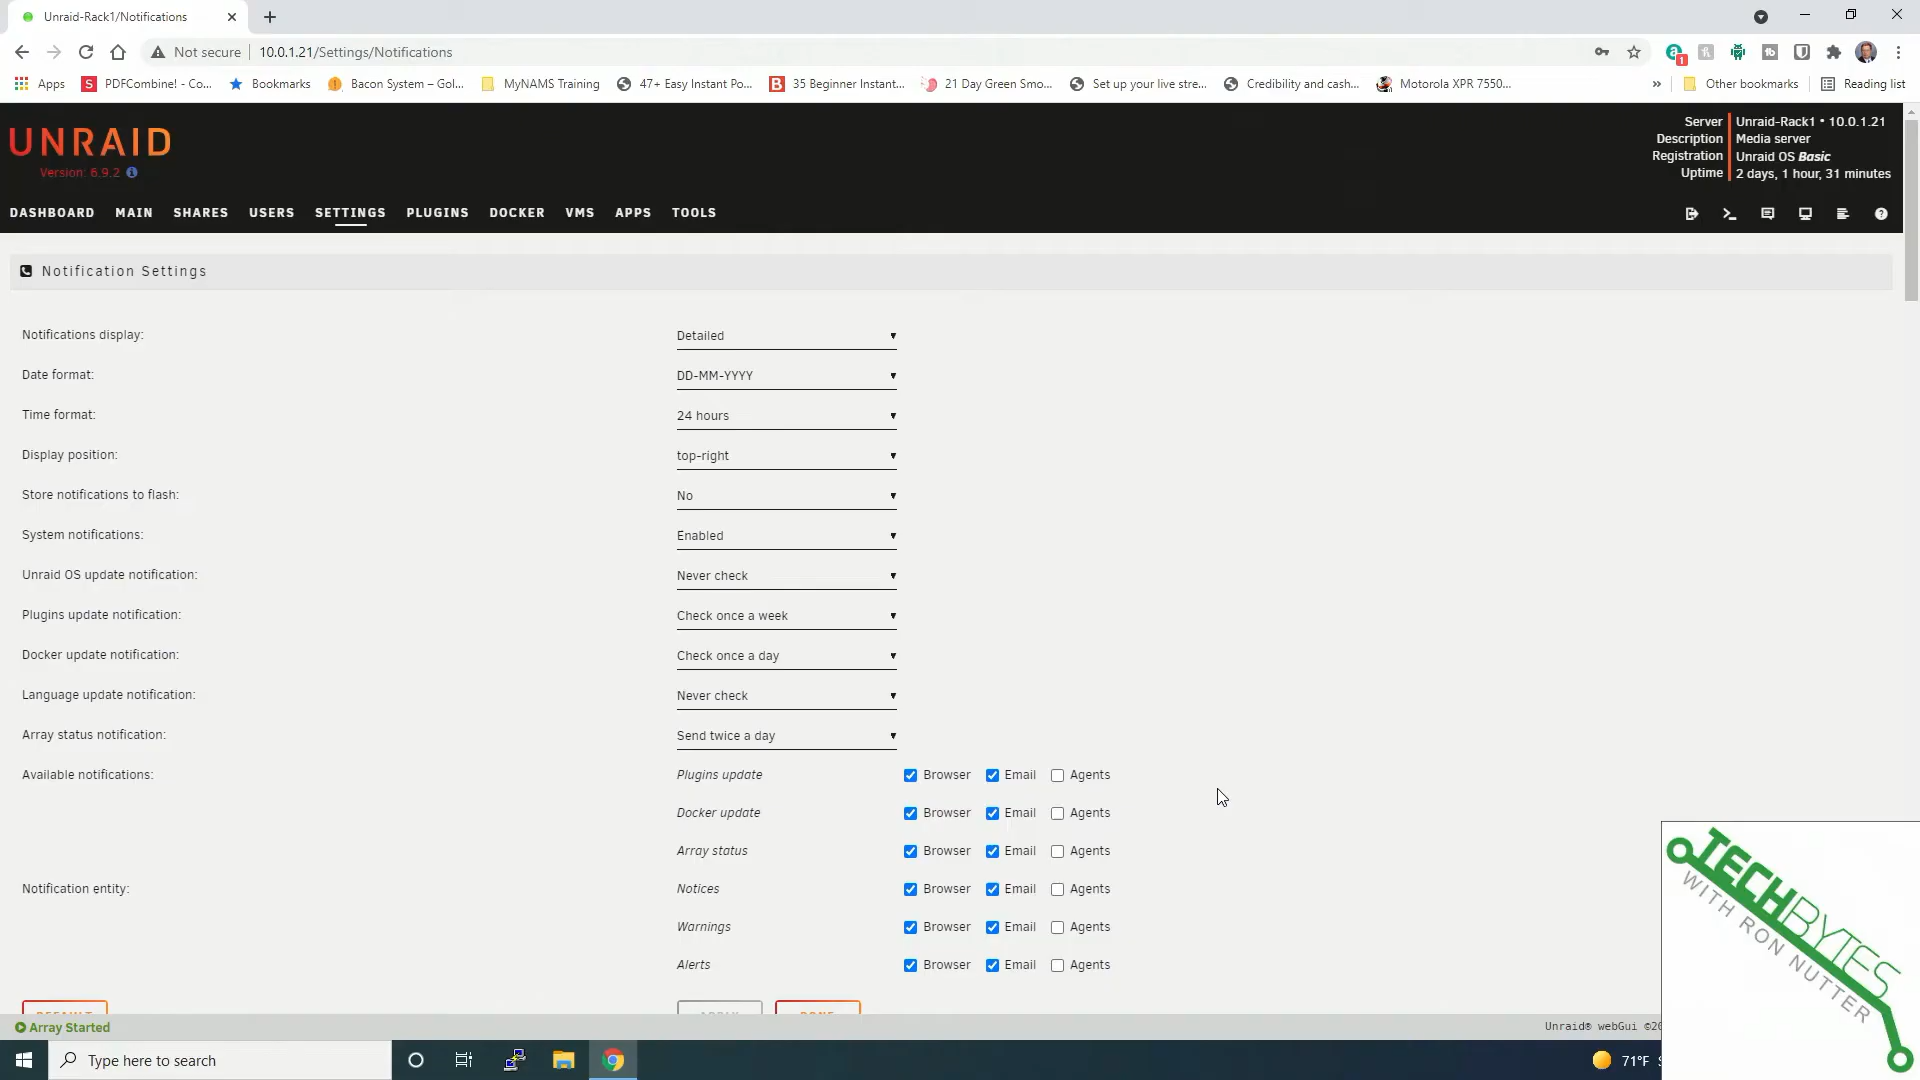 Unraid-Rack1/Notifications
Not secure
10.0.1.21/Settings/Notifications
1
Apps
PDFCombine! - Co...
Bookmarks
Bacon System – Gol...
MyNAMS Training
47+ Easy Instant Po...
35 Beginner Instant...
21 Day Green Smo...
Set up your live stre...
Credibility and cash...
Motorola XPR 7550...
»
Other bookmarks
Reading list
UNRAID
Version: 6.9.2
Server Unraid-Rack1 • 10.0.1.21
Description Media server
Registration Unraid OS Basic
Uptime 2 days, 1 hour, 31 minutes
DASHBOARD MAIN SHARES USERS SETTINGS PLUGINS DOCKER VMS APPS TOOLS
Notification Settings
Notifications display: Detailed
Date format: DD-MM-YYYY
Time format: 24 hours
Display position: top-right
Store notifications to flash: No
System notifications: Enabled
Unraid OS update notification: Never check
Plugins update notification: Check once a week
Docker update notification: Check once a day
Language update notification: Never check
Array status notification: Send twice a day
Available notifications: Plugins update Browser Email Agents
Docker update Browser Email Agents
Array status Browser Email Agents
Notification entity: Notices Browser Email Agents
Warnings Browser Email Agents
Alerts Browser Email Agents
Array Started
Unraid® webGui ©20
Type here to search
71°F
TECHBYTES
WITH RON NUTTER